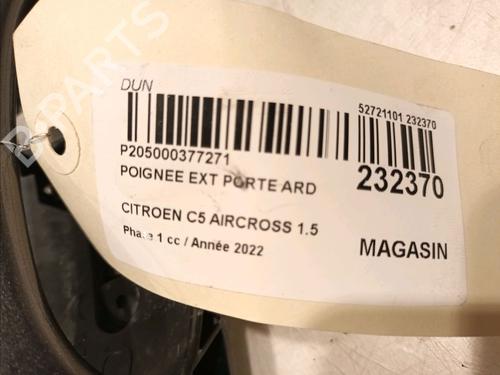 B-PARTS
DUN
52721101 232370
P205000377271
POIGNEE EXT PORTE ARD
232370
CITROEN C5 AIRCROSS 1.5
Phase 1 cc / Année 2022
MAGASIN